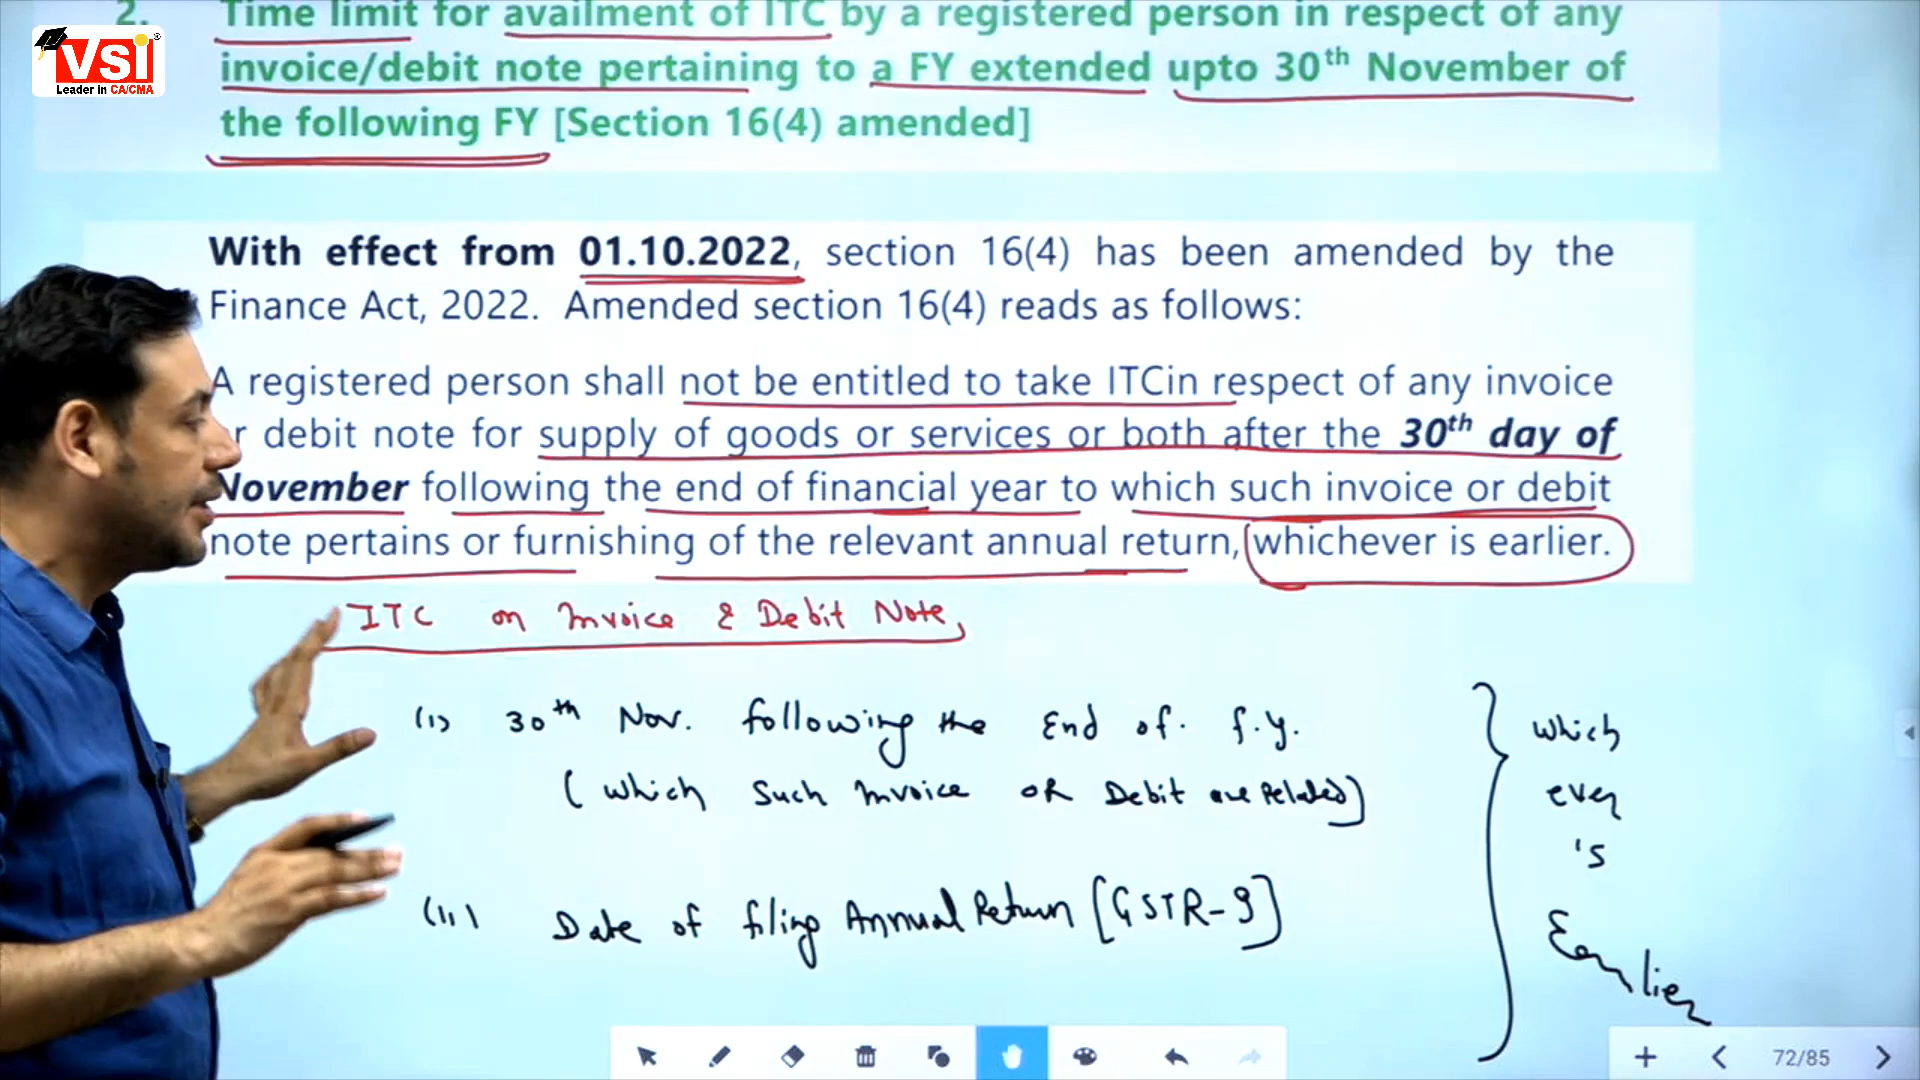 VSI
Leader in CA/CMA
2. Time limit for availment of ITC by a registered person in respect of any
invoice/debit note pertaining to a FY extended upto 30th November of
the following FY [Section 16(4) amended]
With effect from 01.10.2022, section 16(4) has been amended by the
Finance Act, 2022. Amended section 16(4) reads as follows:
A registered person shall not be entitled to take ITCin respect of any invoice
r debit note for supply of goods or services or both after the 30th day of
November following the end of financial year to which such invoice or debit
note pertains or furnishing of the relevant annual return, whichever is earlier.
ITC on Invoice & Debit Note,
(i) 30th Nov. following the End of. f.y.
(which Such Invoice OR Debit are Related)
(ii) Date of filing Annual Return [GSTR-9]
which
ever
is
Earlier
72/85